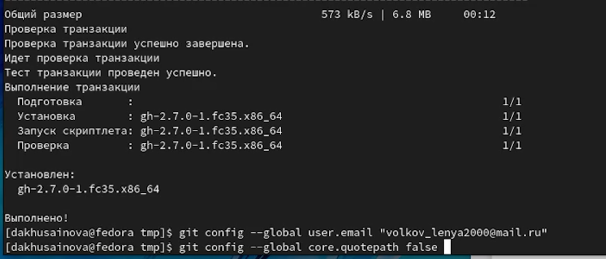 Общий размер 573 kB/s | 6.8 MB 00:12
Проверка транзакции
Проверка транзакции успешно завершена.
Идет проверка транзакции
Тест транзакции проведен успешно.
Выполнение транзакции
Подготовка : 1/1
Установка : gh-2.7.0-1.fc35.x86_64 1/1
Запуск скриптлета: gh-2.7.0-1.fc35.x86_64 1/1
Проверка : gh-2.7.0-1.fc35.x86_64 1/1
Установлен:
gh-2.7.0-1.fc35.x86_64
Выполнено!
[dakhusainova@fedora tmp]$ git config --global user.email "volkov_lenya2000@mail.ru"
[dakhusainova@fedora tmp]$ git config --global core.quotepath false